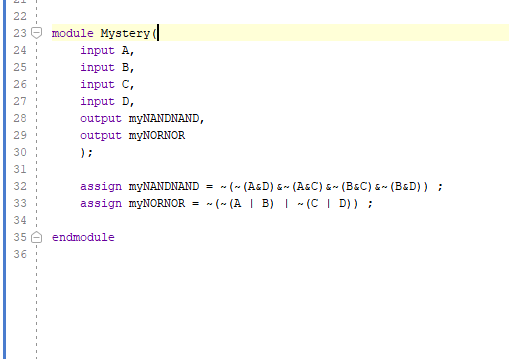 21
22
23 module Mystery(
24 input A,
25 input B,
26 input C,
27 input D,
28 output myNANDNAND,
29 output myNORNOR
30 );
31
32 assign myNANDNAND = ~(~(A&D)&~(A&C)&~(B&C)&~(B&D)) ;
33 assign myNORNOR = ~(~(A | B) | ~(C | D)) ;
34
35 endmodule
36